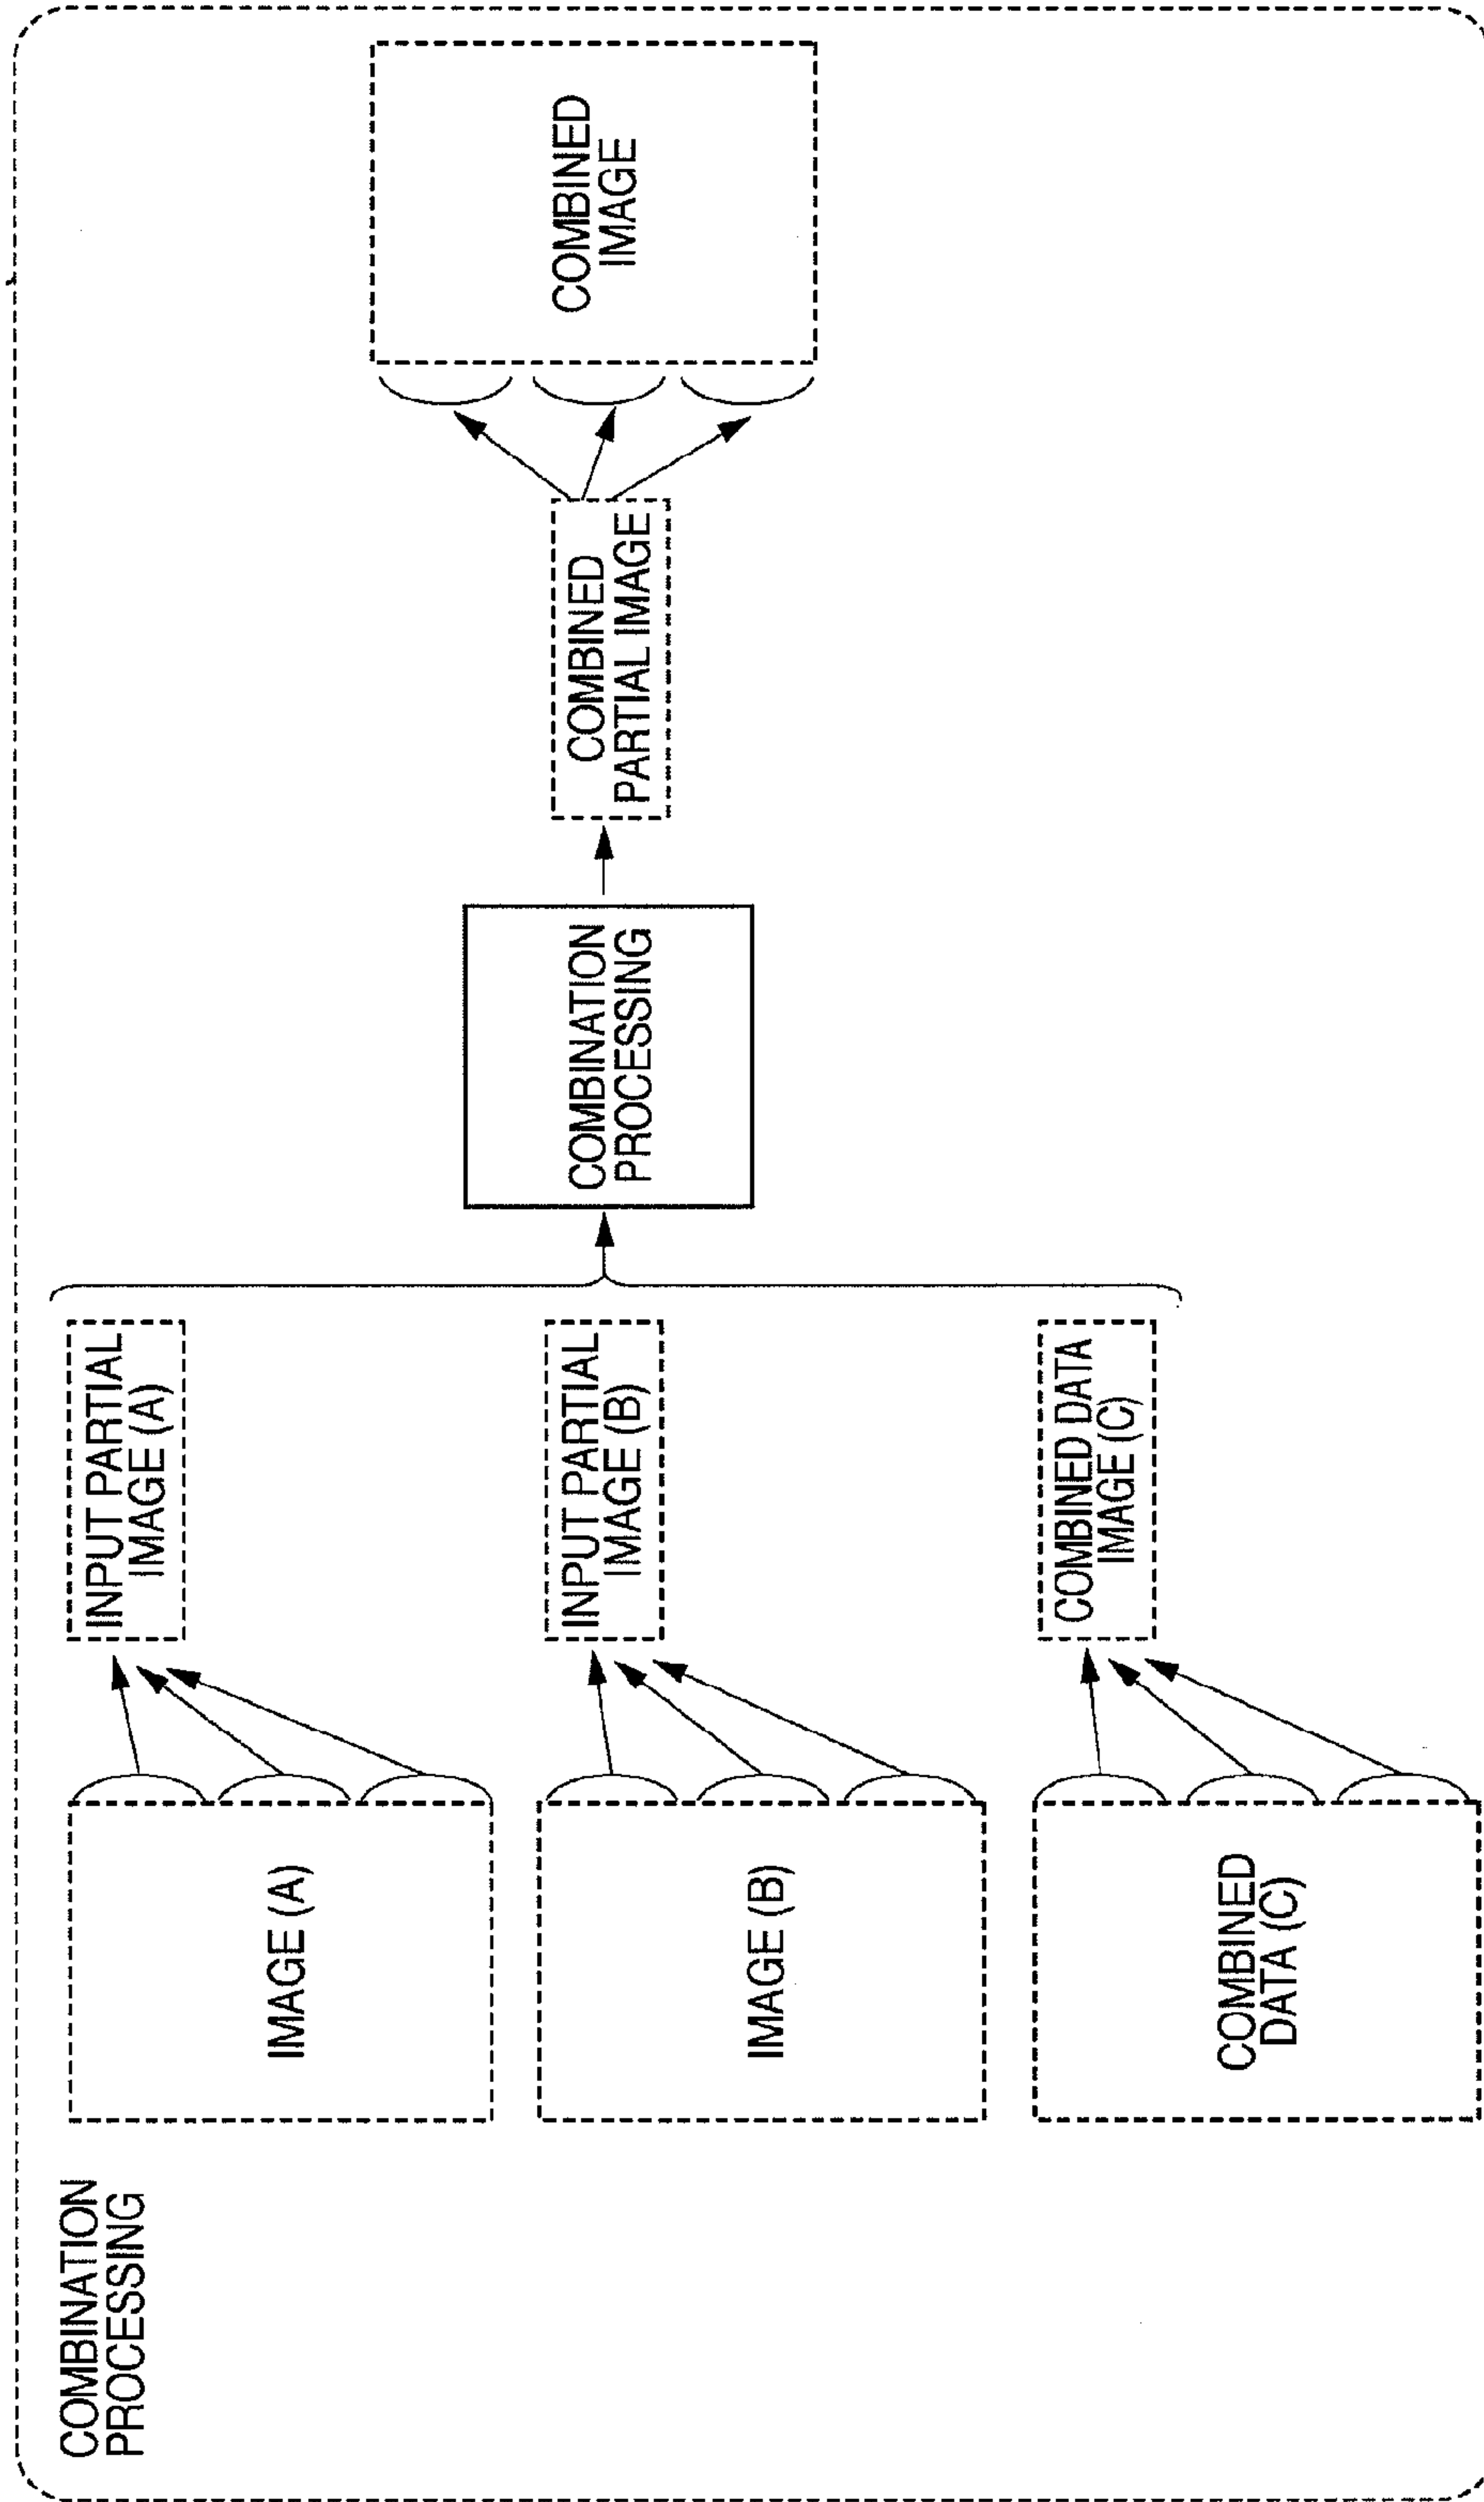 COMBINATION
PROCESSING
IMAGE (A)
INPUT PARTIAL
IMAGE (A)
IMAGE (B)
INPUT PARTIAL
IMAGE (B)
COMBINED
DATA (C)
COMBINED DATA
IMAGE (C)
COMBINATION
PROCESSING
COMBINED
PARTIAL IMAGE
COMBINED
IMAGE